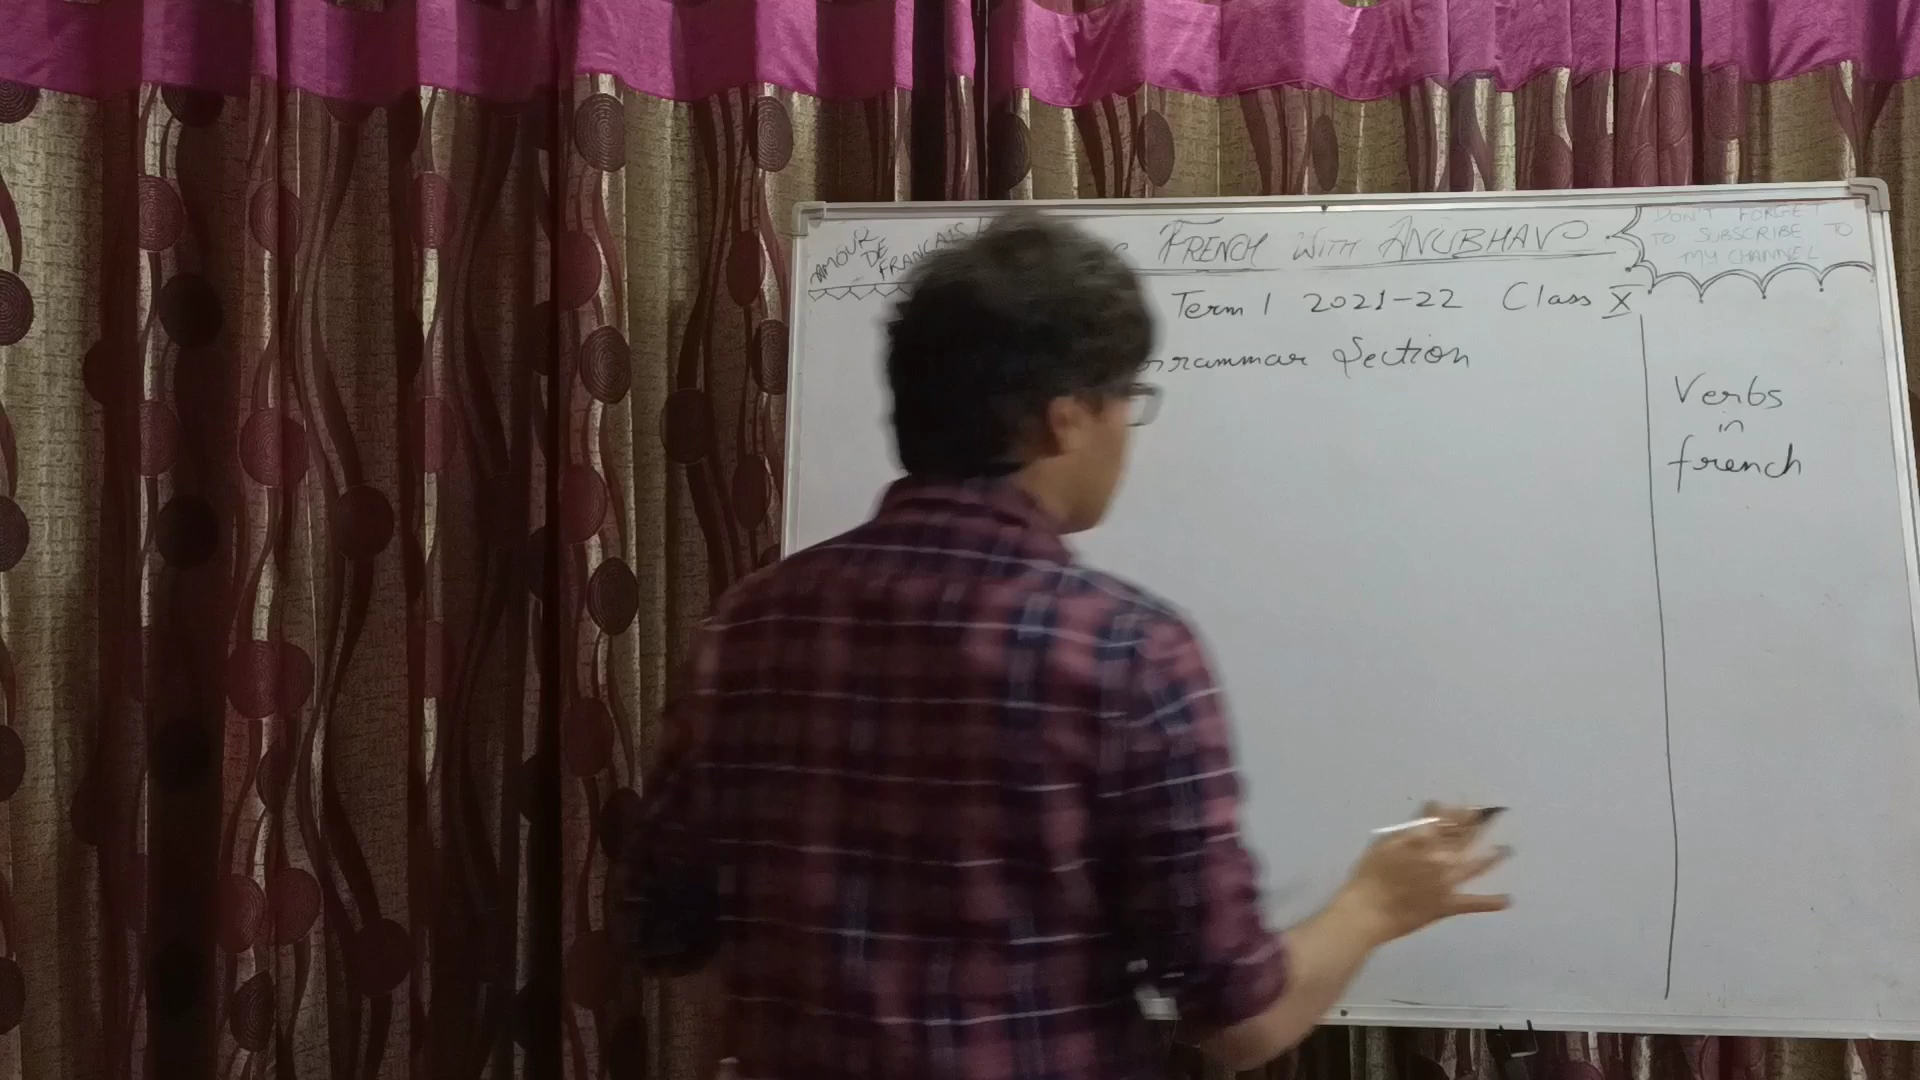 AMOUR
DE
FRANCAIS
FRENCH WITH ANUBHAV
DON'T FORGET
TO SUBSCRIBE TO
MY CHANNEL
Term 1 2021-22 Class X
Grammar Section
Verbs
in
french